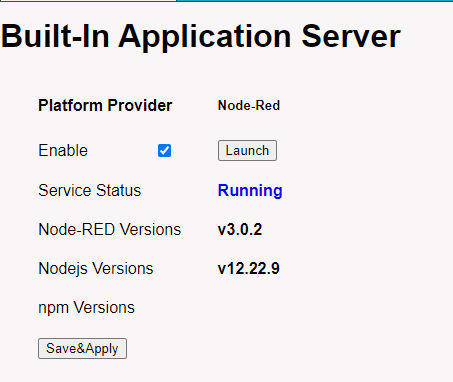 Built-In Application Server
Platform Provider Node-Red
Enable Launch
Service Status Running
Node-RED Versions v3.0.2
Nodejs Versions v12.22.9
npm Versions
Save&Apply